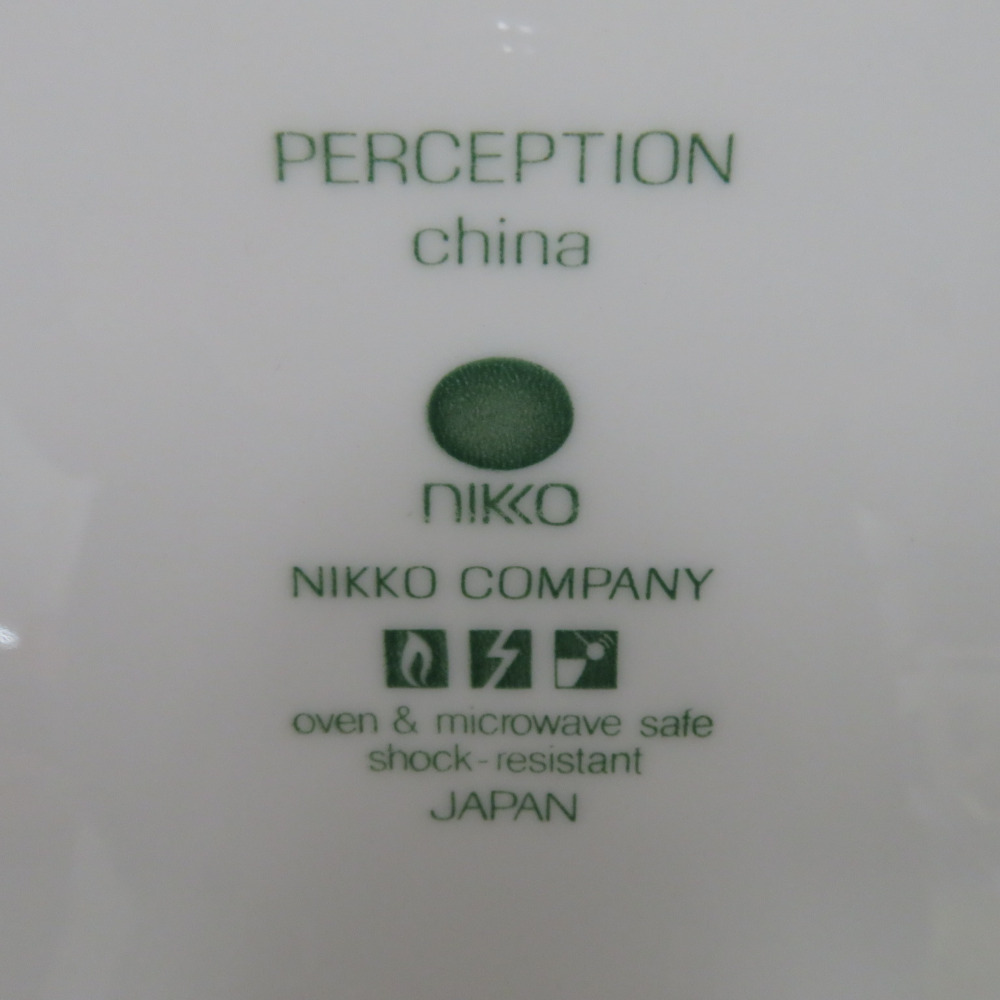 PERCEPTION
china
NIKKO
NIKKO COMPANY
oven & microwave safe
shock-resistant
JAPAN